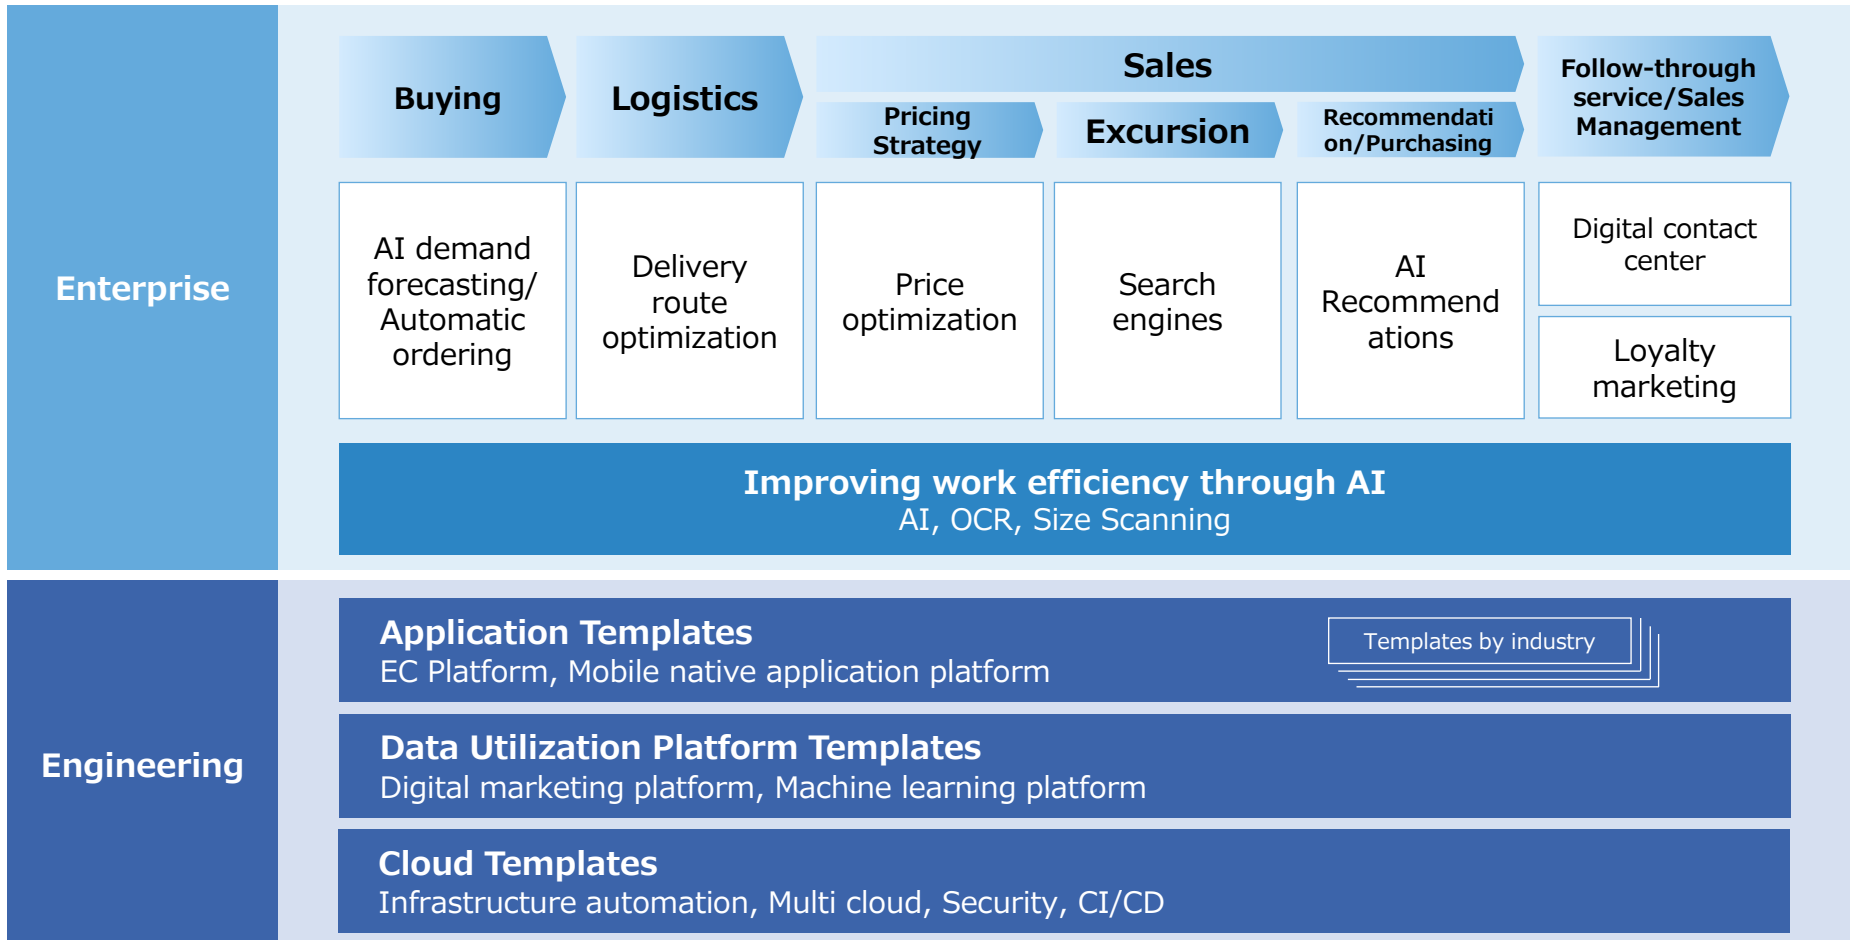 Enterprise
Buying
Logistics
Sales
Pricing
Strategy
Excursion
Recommendati
on/Purchasing
Follow-through
service/Sales
Management
AI demand
forecasting/
Automatic
ordering
Delivery
route
optimization
Price
optimization
Search
engines
AI
Recommend
ations
Digital contact
center
Loyalty
marketing
Improving work efficiency through AI
AI, OCR, Size Scanning
Engineering
Application Templates
EC Platform, Mobile native application platform
Templates by industry
Data Utilization Platform Templates
Digital marketing platform, Machine learning platform
Cloud Templates
Infrastructure automation, Multi cloud, Security, CI/CD